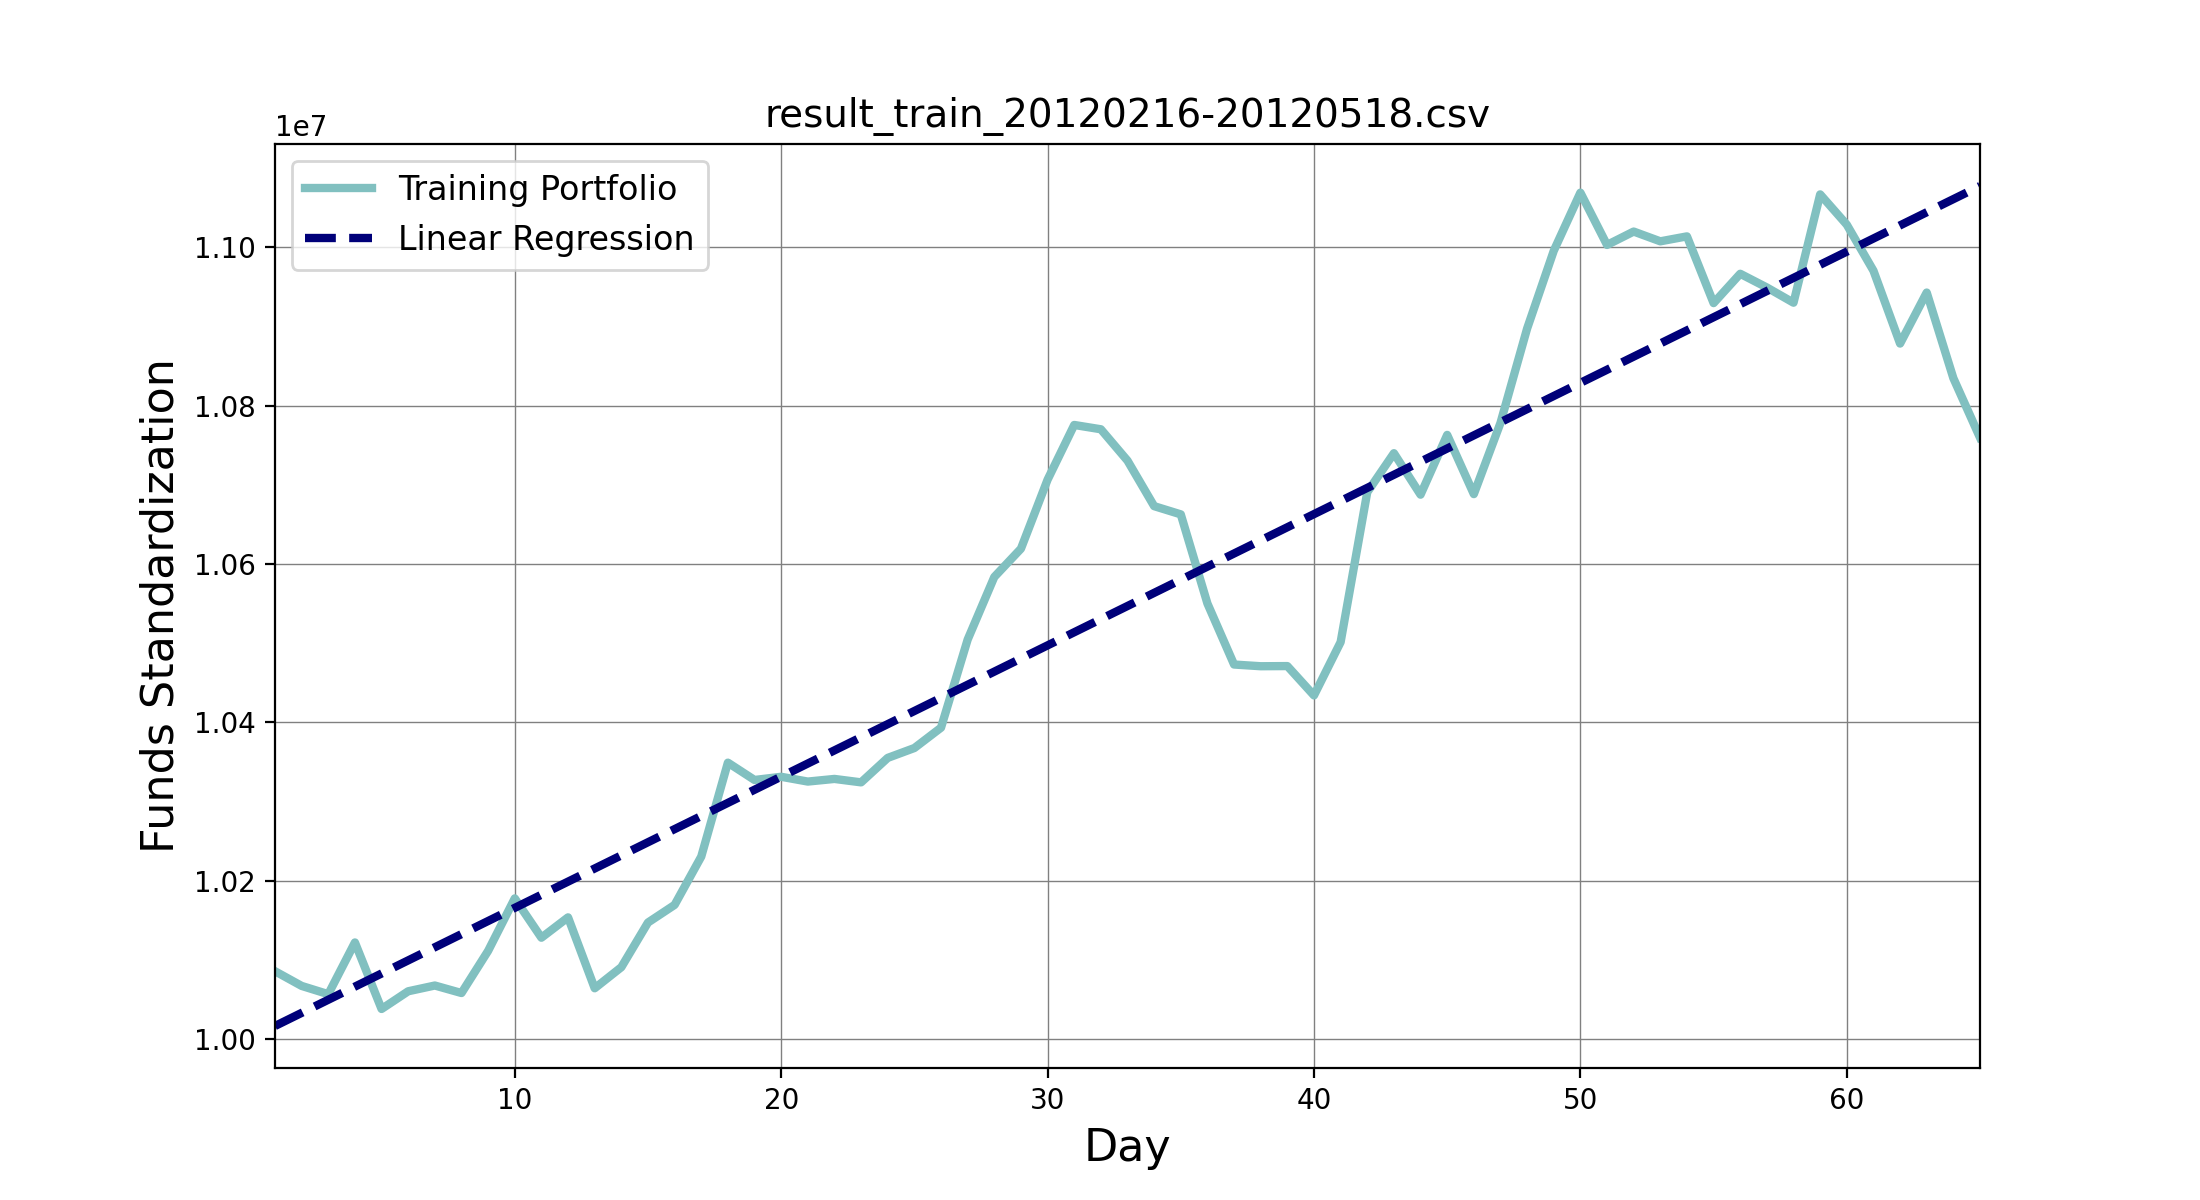 result_train_20120216-20120518.csv
1e7
Training Portfolio
Linear Regression
1.10
1.08
1.06
1.04
1.02
1.00
Funds Standardization
10 20 30 40 50 60
Day